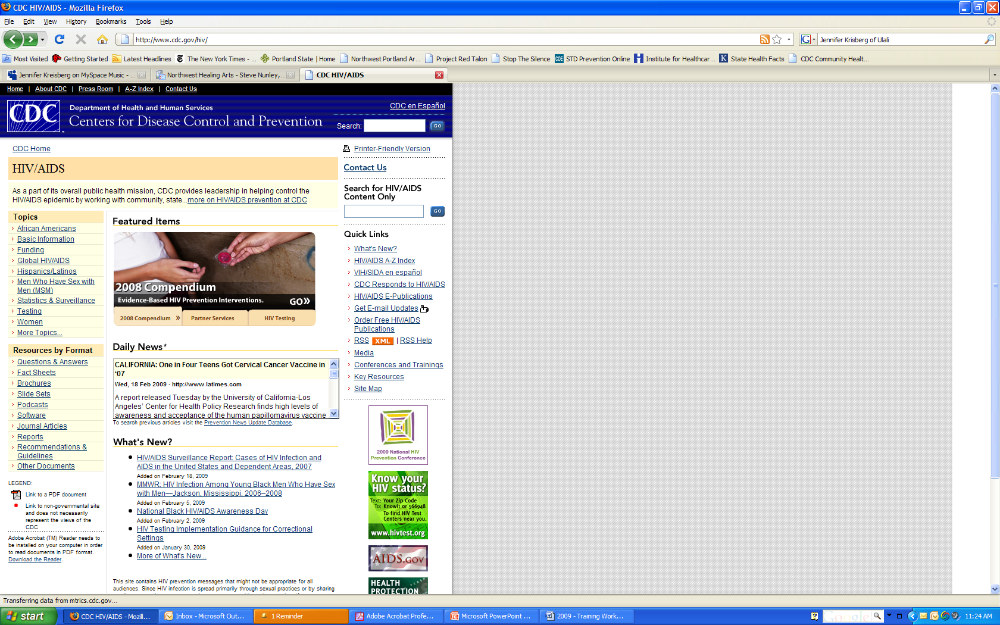 CDC HIV/AIDS - Mozilla Firefox
File Edit View History Bookmarks Tools Help
http://www.cdc.gov/hiv/
Jennifer Krisberg of Ulali
Most Visited Getting Started Latest Headlines The New York Times - ... Portland State | Home Northwest Portland Ar... Project Red Talon Stop The Silence STD Prevention Online Institute for Healthcar... State Health Facts CDC Community Healt...
Jennifer Kreisberg on MySpace Music - ... Northwest Healing Arts - Steve Nunley,... CDC HIV/AIDS
Home | About CDC | Press Room | A-Z Index | Contact Us
CDC
Department of Health and Human Services
Centers for Disease Control and Prevention
CDC en Español
Search: GO
CDC Home
HIV/AIDS
As a part of its overall public health mission, CDC provides leadership in helping control the
HIV/AIDS epidemic by working with community, state...more on HIV/AIDS prevention at CDC
Topics
African Americans
Basic Information
Funding
Global HIV/AIDS
Hispanics/Latinos
Men Who Have Sex with
Men (MSM)
Statistics & Surveillance
Testing
Women
More Topics...
Resources by Format
Questions & Answers
Fact Sheets
Brochures
Slide Sets
Podcasts
Software
Journal Articles
Reports
Recommendations &
Guidelines
Other Documents
LEGEND:
Link to a PDF document
Link to non-governmental site
and does not necessarily
represent the views of the
CDC
Adobe Acrobat (TM) Reader needs to
be installed on your computer in order
to read documents in PDF format.
Download the Reader.
Featured Items
2008 Compendium
Evidence-Based HIV Prevention Interventions. GO»
2008 Compendium » Partner Services HIV Testing
Daily News*
CALIFORNIA: One in Four Teens Got Cervical Cancer Vaccine in
‘07
Wed, 18 Feb 2009 - http://www.latimes.com
A report released Tuesday by the University of California-Los
Angeles’ Center for Health Policy Research finds high levels of
awareness and acceptance of the human papillomavirus vaccine
To search previous articles visit the Prevention News Update Database.
What's New?
HIV/AIDS Surveillance Report: Cases of HIV Infection and
AIDS in the United States and Dependent Areas, 2007
Added on February 18, 2009
MMWR: HIV Infection Among Young Black Men Who Have Sex
with Men—Jackson, Mississippi, 2006–2008
Added on February 5, 2009
National Black HIV/AIDS Awareness Day
Added on February 2, 2009
HIV Testing Implementation Guidance for Correctional
Settings
Added on January 30, 2009
More of What's New...
This site contains HIV prevention messages that might not be appropriate for all
audiences. Since HIV infection is spread primarily through sexual practices or by sharing
Printer-Friendly Version
Contact Us
Search for HIV/AIDS
Content Only
GO
Quick Links
What's New?
HIV/AIDS A-Z Index
VIH/SIDA en español
CDC Responds to HIV/AIDS
HIV/AIDS E-Publications
Get E-mail Updates
Order Free HIV/AIDS
Publications
RSS XML | RSS Help
Media
Conferences and Trainings
Key Resources
Site Map
2009 National HIV
Prevention Conference
Know your
HIV status?
Text: Your Zip Code
To: KnowIt or 566948
To find HIV Test
Centers near you.
www.hivtest.org
AIDS.gov
HEALTH
PROTECTION
Transferring data from mtrics.cdc.gov...
start CDC HIV/AIDS - Mozill... Inbox - Microsoft Out... 1 Reminder Adobe Acrobat Profe... Microsoft PowerPoint ... 2009 - Training Work... Google 11:24 AM